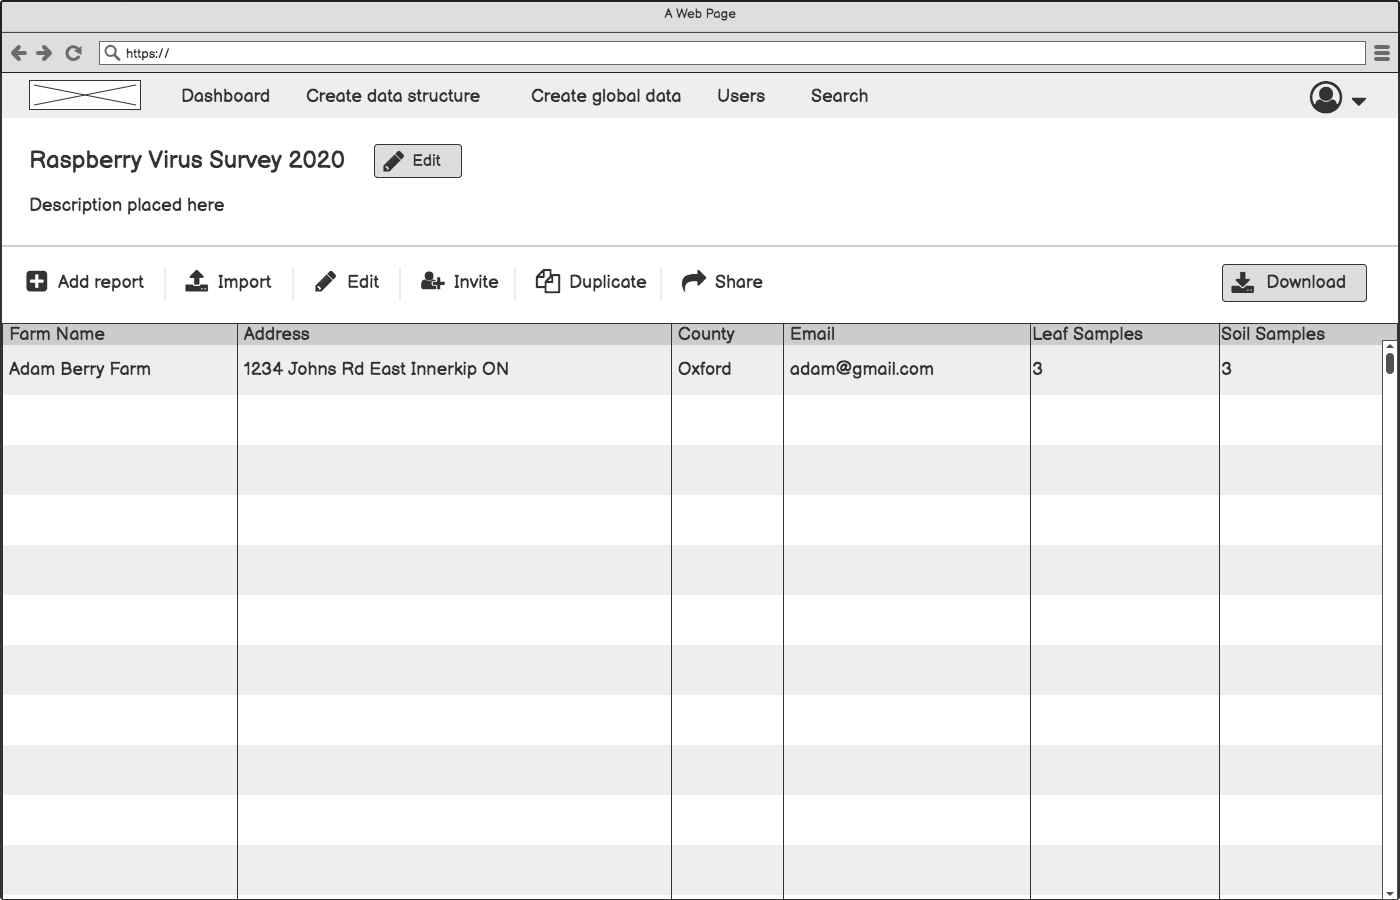 A Web Page
https://
Dashboard Create data structure Create global data Users Search
Raspberry Virus Survey 2020 Edit
Description placed here
Add report Import Edit Invite Duplicate Share Download
Farm Name Address County Email Leaf Samples Soil Samples
Adam Berry Farm 1234 Johns Rd East Innerkip ON Oxford adam@gmail.com 3 3